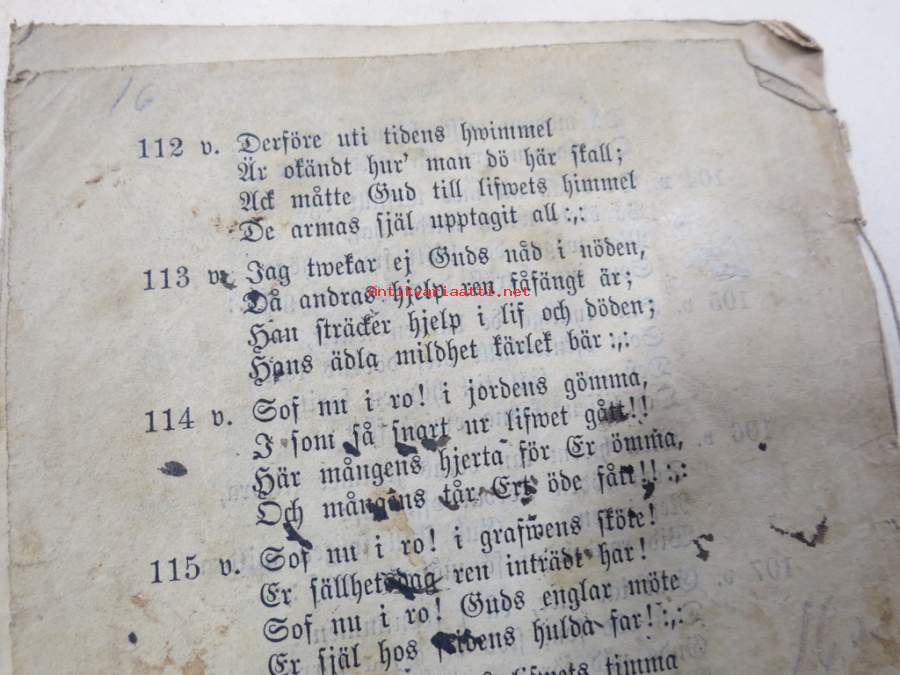 16
112 v. Derföre uti tidens hwimmel
Är okändt hur' man dö här skall;
Ack måtte Gud till lifwets himmel
De armas själ upptagit all:,:
113 v. Jag twekar ej Guds nåd i nöden,
Då andras hjelp ren fåfängt är;
antikvariaatti.net
Han sträcker hjelp i lif och döden;
Hans ädla mildhet kärlek bär:,:
114 v. Sof nu i ro! i jordens gömma,
I som så snart ur lifwet gått!!
Här mångens hjerta för Er ömma,
Och mångens tår Ert öde fått!!:,:
115 v. Sof nu i ro! i grafwens sköte!
Er sällhetsdag ren inträdt har!
Sof nu i ro! Guds englar möte
Er själ hos fridens hulda far!:,:
lifwets timma